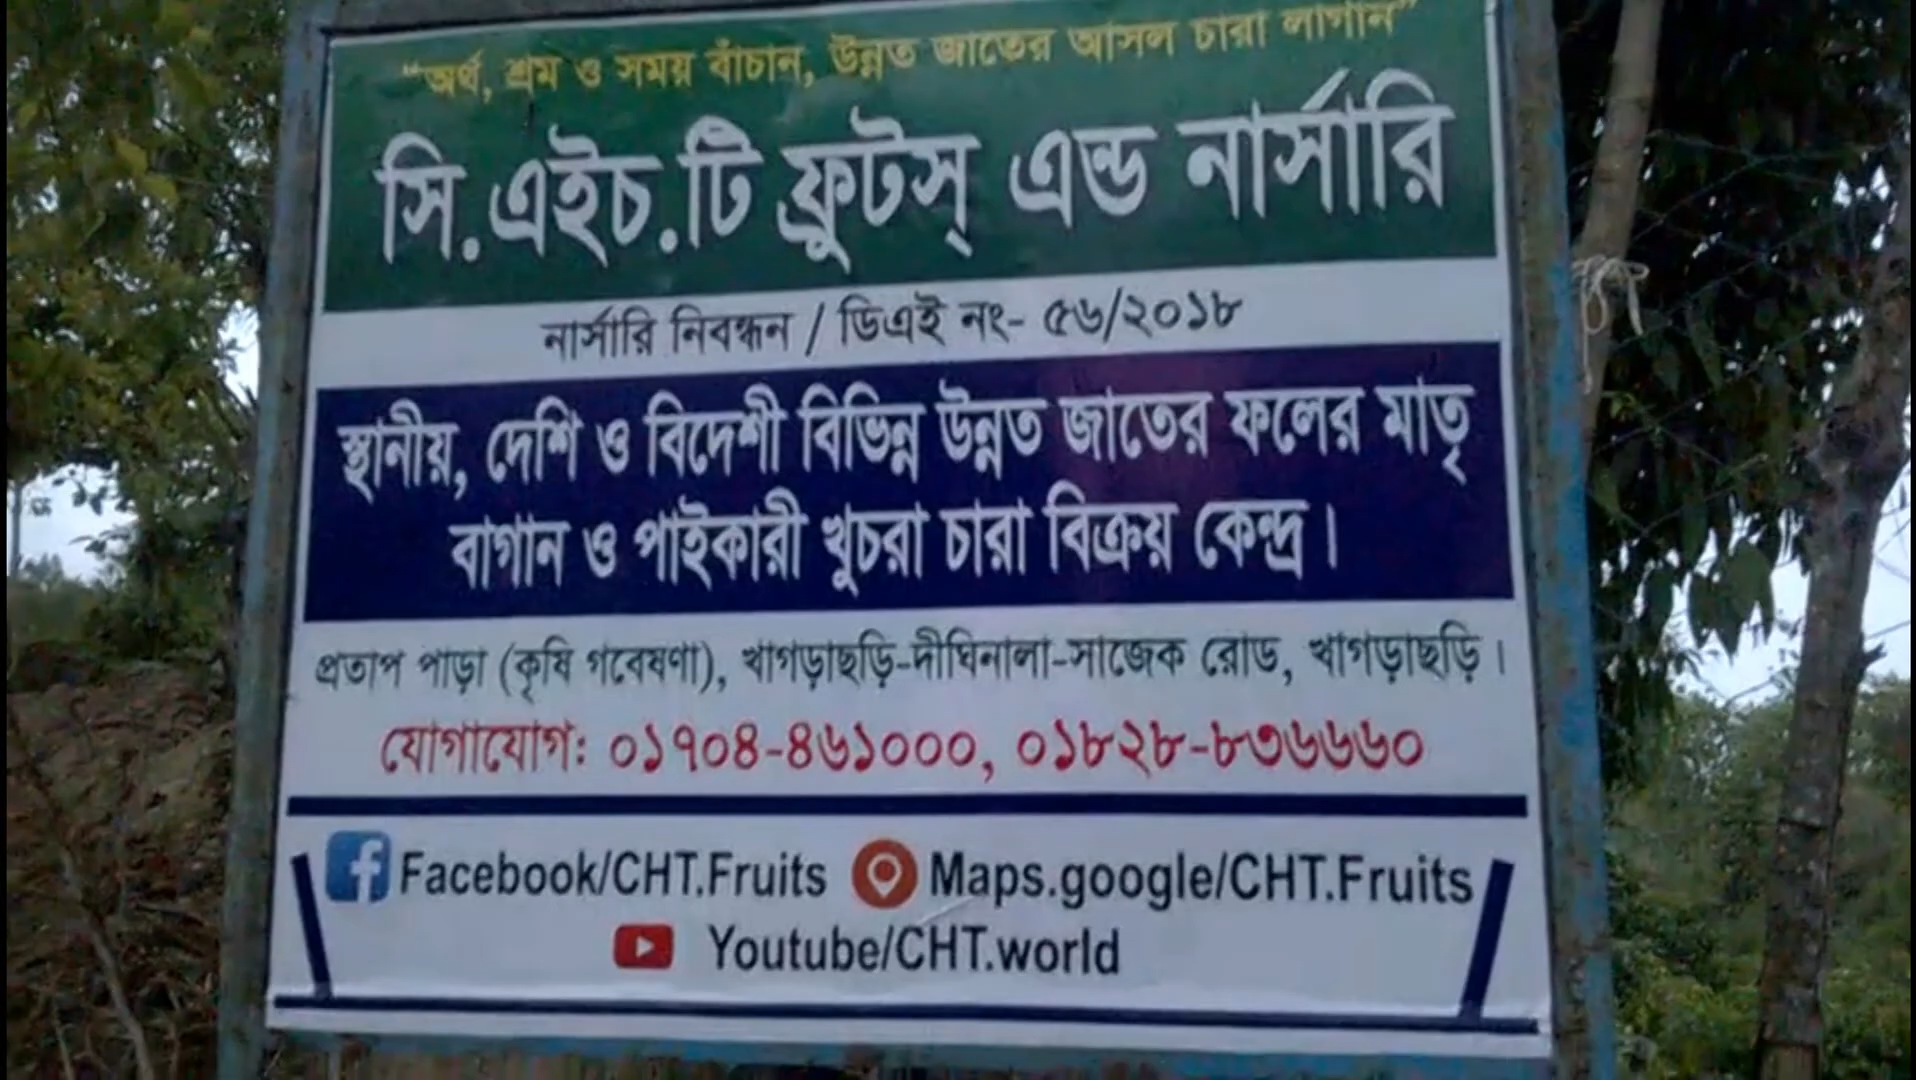 “অর্থ, শ্রম ও সময় বাঁচান, উন্নত জাতের আসল চারা লাগান”
সি.এইচ.টি ফ্রুটস্ এন্ড নার্সারি
নার্সারি নিবন্ধন / ডিএই নং- ৫৬/২০১৮
স্থানীয়, দেশি ও বিদেশী বিভিন্ন উন্নত জাতের ফলের মাতৃ
বাগান ও পাইকারী খুচরা চারা বিক্রয় কেন্দ্র।
প্রতাপ পাড়া (কৃষি গবেষণা), খাগড়াছড়ি-দীঘিনালা-সাজেক রোড, খাগড়াছড়ি।
যোগাযোগ: ০১৭০৪-৪৬১০০০, ০১৮২৮-৮৩৬৬৬০
Facebook/CHT.Fruits Maps.google/CHT.Fruits
Youtube/CHT.world